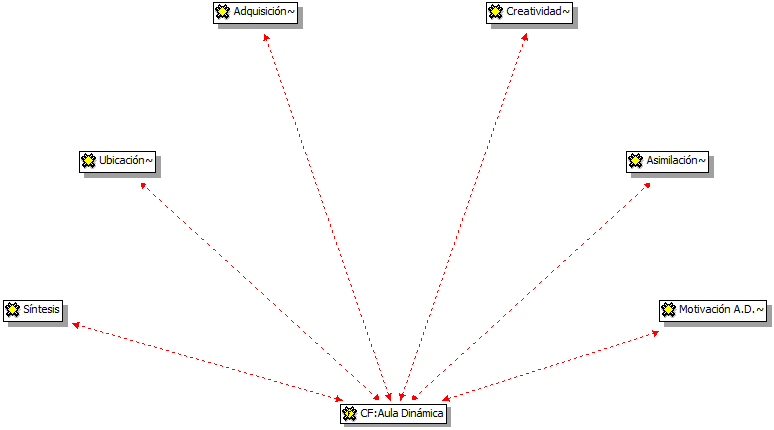 Adquisición~
Creatividad~
Ubicación~
Asimilación~
Síntesis
Motivación A.D.~
CF:Aula Dinámica